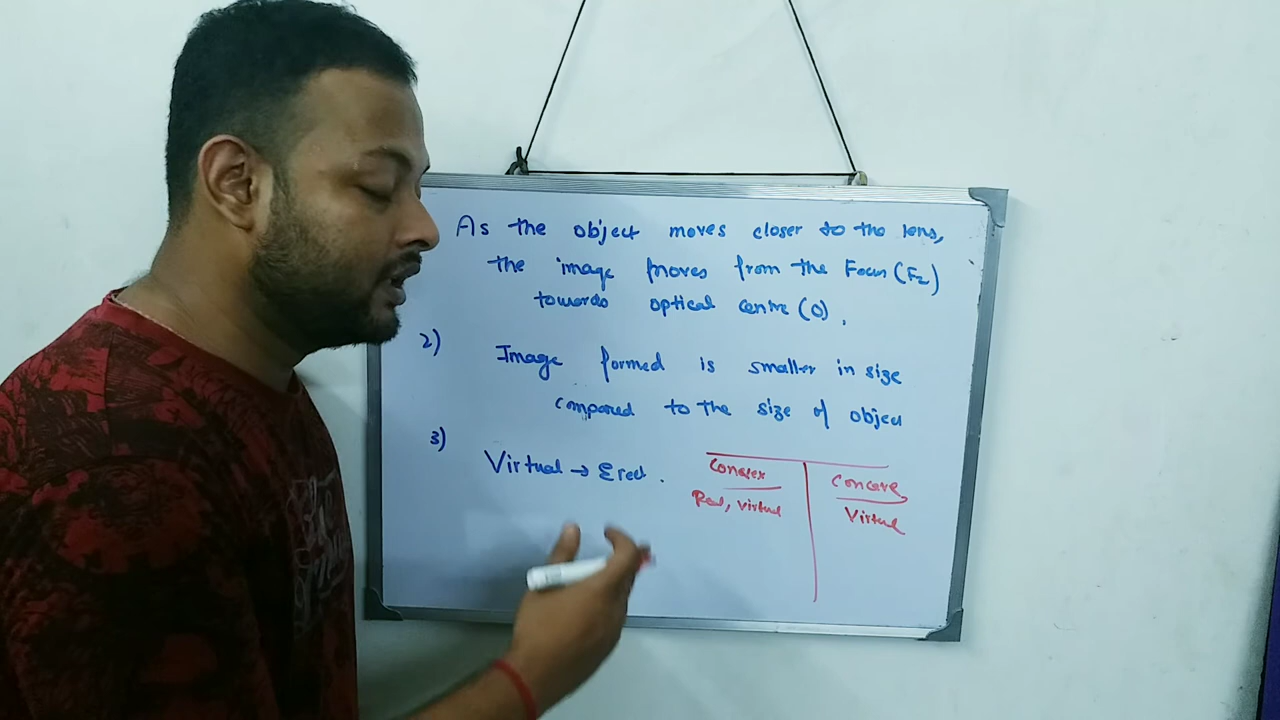 As the object moves closer to the lens,
the image moves from the Focus (F2)
towards optical centre (O).
2) Image formed is smaller in size
compared to the size of object
3) Virtual → Erect.
Convex
Real, Virtual
Concave
Virtual